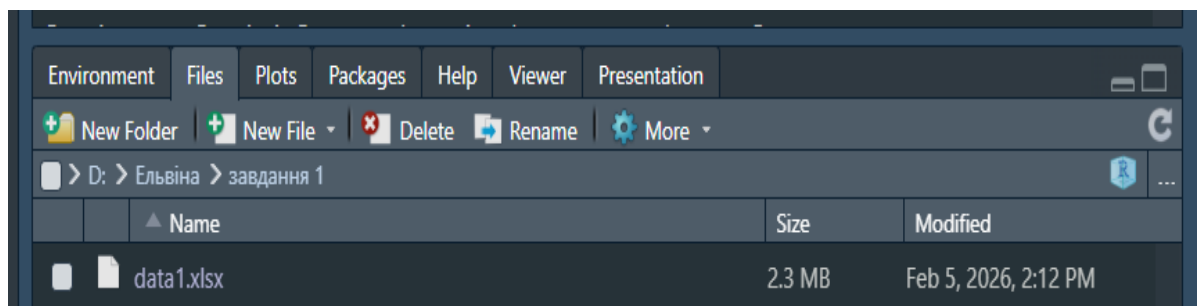 Environment Files Plots Packages Help Viewer Presentation
New Folder New File Delete Rename More
D: Ельвіна завдання 1 R ...
Name Size Modified
data1.xlsx 2.3 MB Feb 5, 2026, 2:12 PM